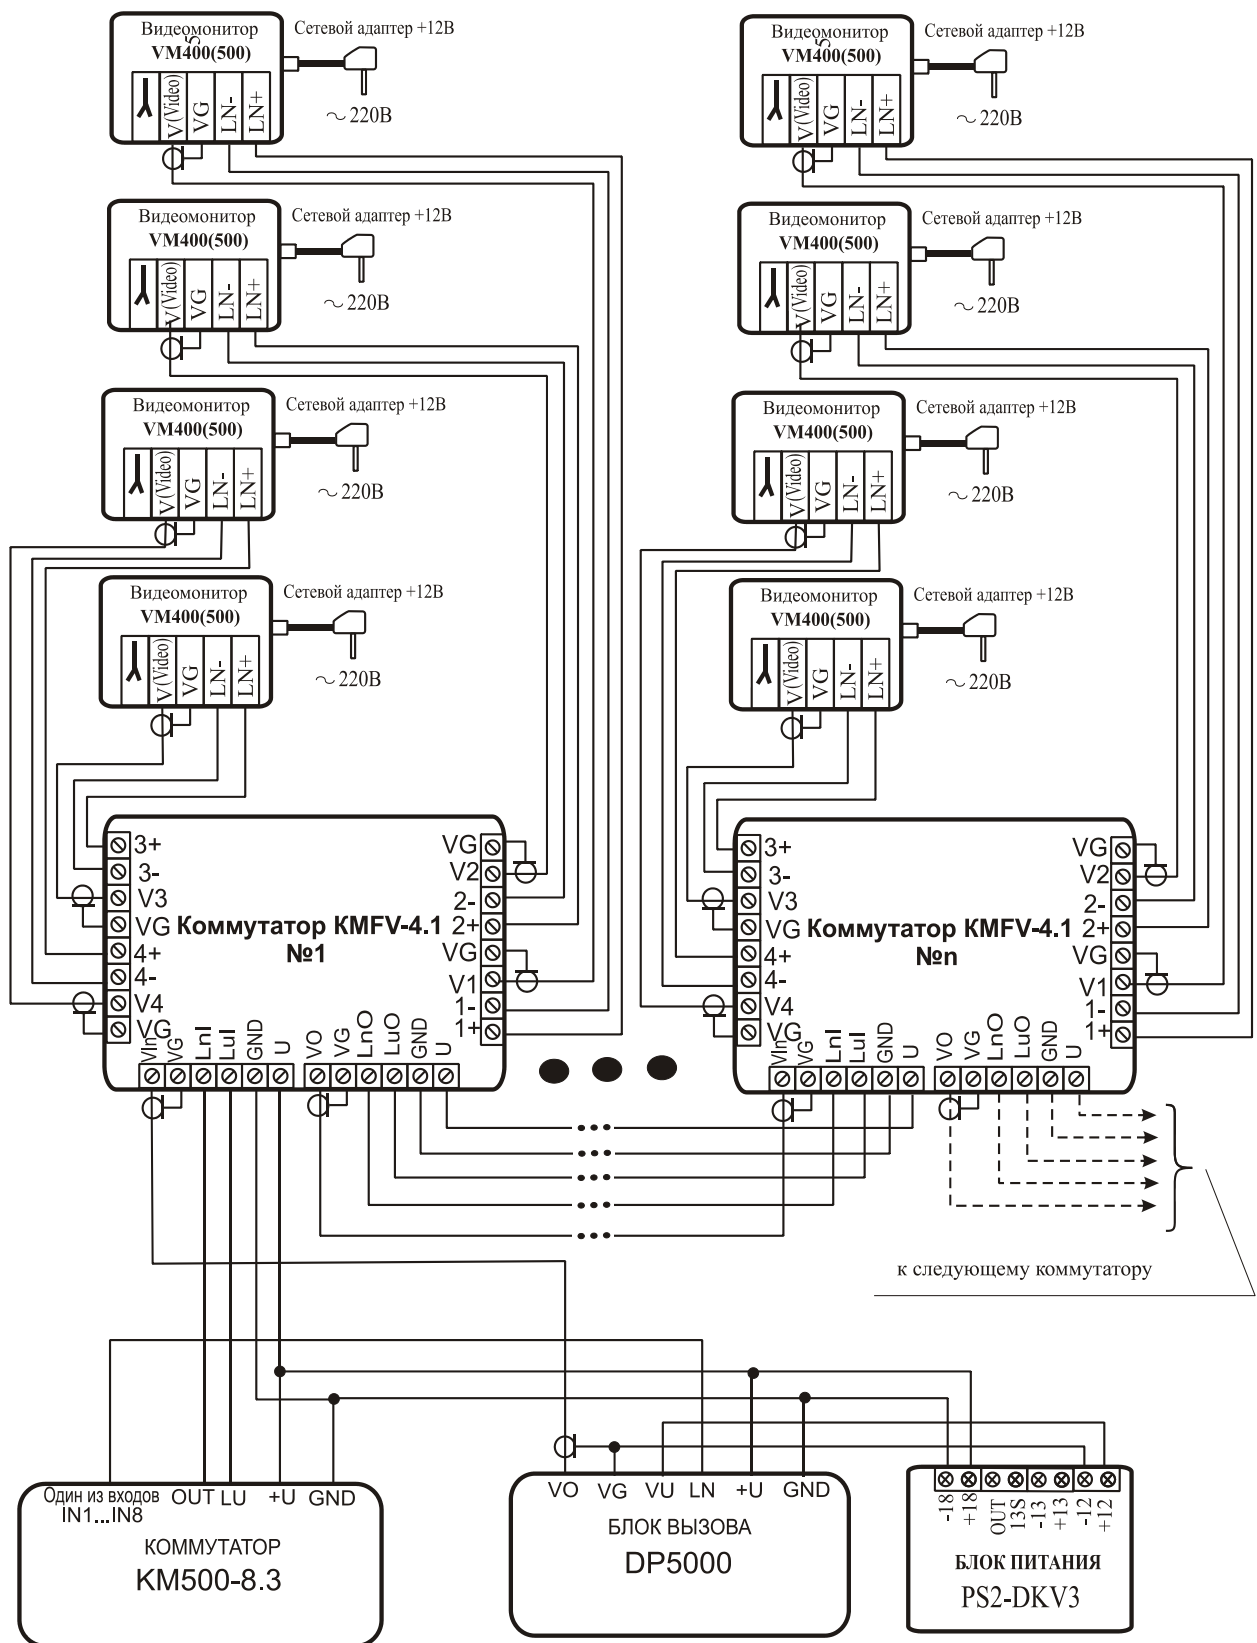 Видеомонитор
VM400(500)
5
Сетевой адаптер +12В
V(Video)
VG
LN-
LN+
~220В
Видеомонитор
VM400(500)
5
Сетевой адаптер +12В
V(Video)
VG
LN-
LN+
~220В
Видеомонитор
VM400(500)
Сетевой адаптер +12В
V(Video)
VG
LN-
LN+
~220В
Видеомонитор
VM400(500)
Сетевой адаптер +12В
V(Video)
VG
LN-
LN+
~220В
Видеомонитор
VM400(500)
Сетевой адаптер +12В
V(Video)
VG
LN-
LN+
~220В
Видеомонитор
VM400(500)
Сетевой адаптер +12В
V(Video)
VG
LN-
LN+
~220В
Видеомонитор
VM400(500)
Сетевой адаптер +12В
V(Video)
VG
LN-
LN+
~220В
Видеомонитор
VM400(500)
Сетевой адаптер +12В
V(Video)
VG
LN-
LN+
~220В
3+
3-
V3
VG
4+
4-
V4
VG
Коммутатор KMFV-4.1
№1
VG
V2
2-
2+
VG
V1
1-
1+
VIn
VG
LnI
LuI
GND
U
VO
VG
LnO
LuO
GND
U
3+
3-
V3
VG
4+
4-
V4
VG
Коммутатор KMFV-4.1
№n
VG
V2
2-
2+
VG
V1
1-
1+
VIn
VG
LnI
LuI
GND
U
VO
VG
LnO
LuO
GND
U
к следующему коммутатору
Один из входов
IN1...IN8
OUT LU +U GND
КОММУТАТОР
KM500-8.3
VO VG VU LN +U GND
БЛОК ВЫЗОВА
DP5000
-18
+18
OUT
13S
-13
+13
-12
+12
БЛОК ПИТАНИЯ
PS2-DKV3